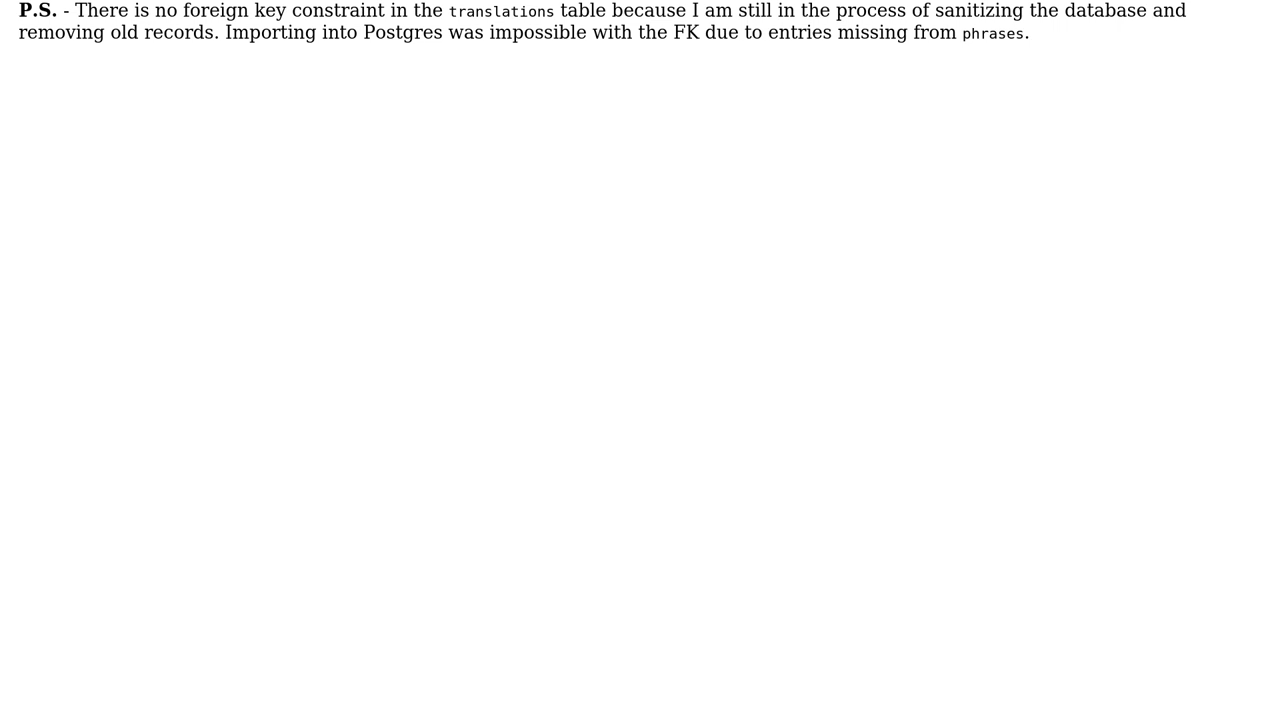 P.S. - There is no foreign key constraint in the translations table because I am still in the process of sanitizing the database and
removing old records. Importing into Postgres was impossible with the FK due to entries missing from phrases.